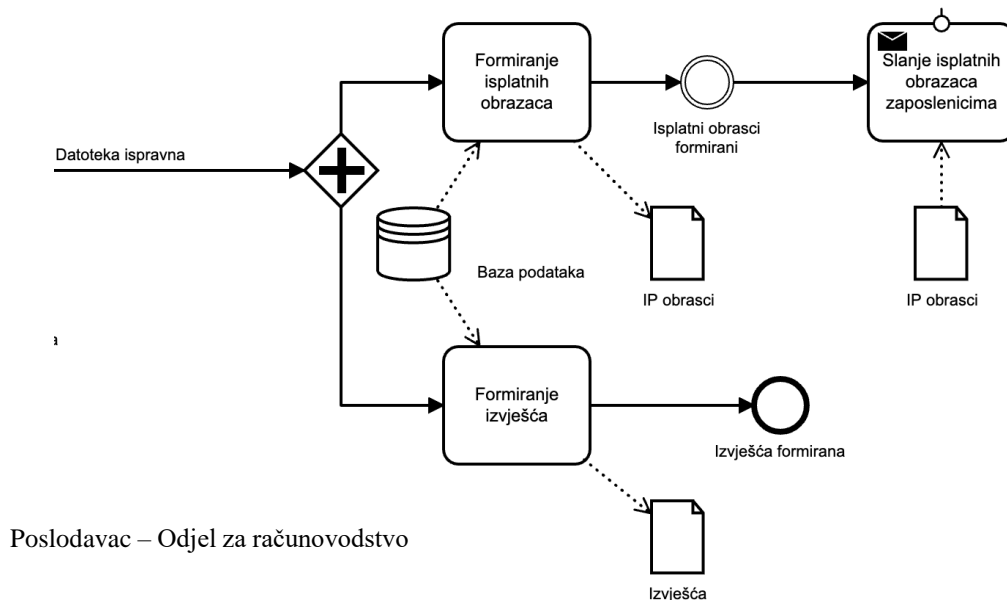 Formiranje
isplatnih
obrazaca
Slanje isplatnih
obrazaca
zaposlenicima
Isplatni obrasci
formirani
Datoteka ispravna
Baza podataka
IP obrasci
IP obrasci
Formiranje
izvješća
Izvješća formirana
Poslodavac – Odjel za računovodstvo
Izvješća